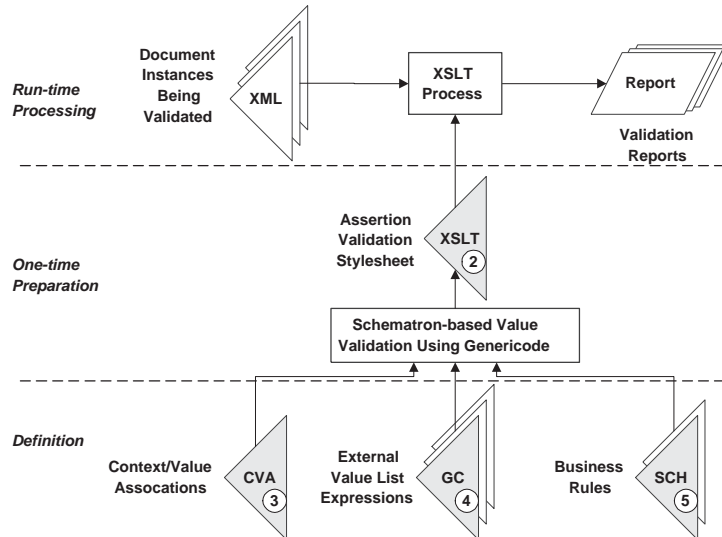 Run-time
Processing
Document
Instances
Being
Validated
XML
XSLT
Process
Report
Validation
Reports
One-time
Preparation
Assertion
Validation
Stylesheet
XSLT
2
Schematron-based Value
Validation Using Genericode
Definition
Context/Value
Assocations
CVA
3
External
Value List
Expressions
GC
4
Business
Rules
SCH
5